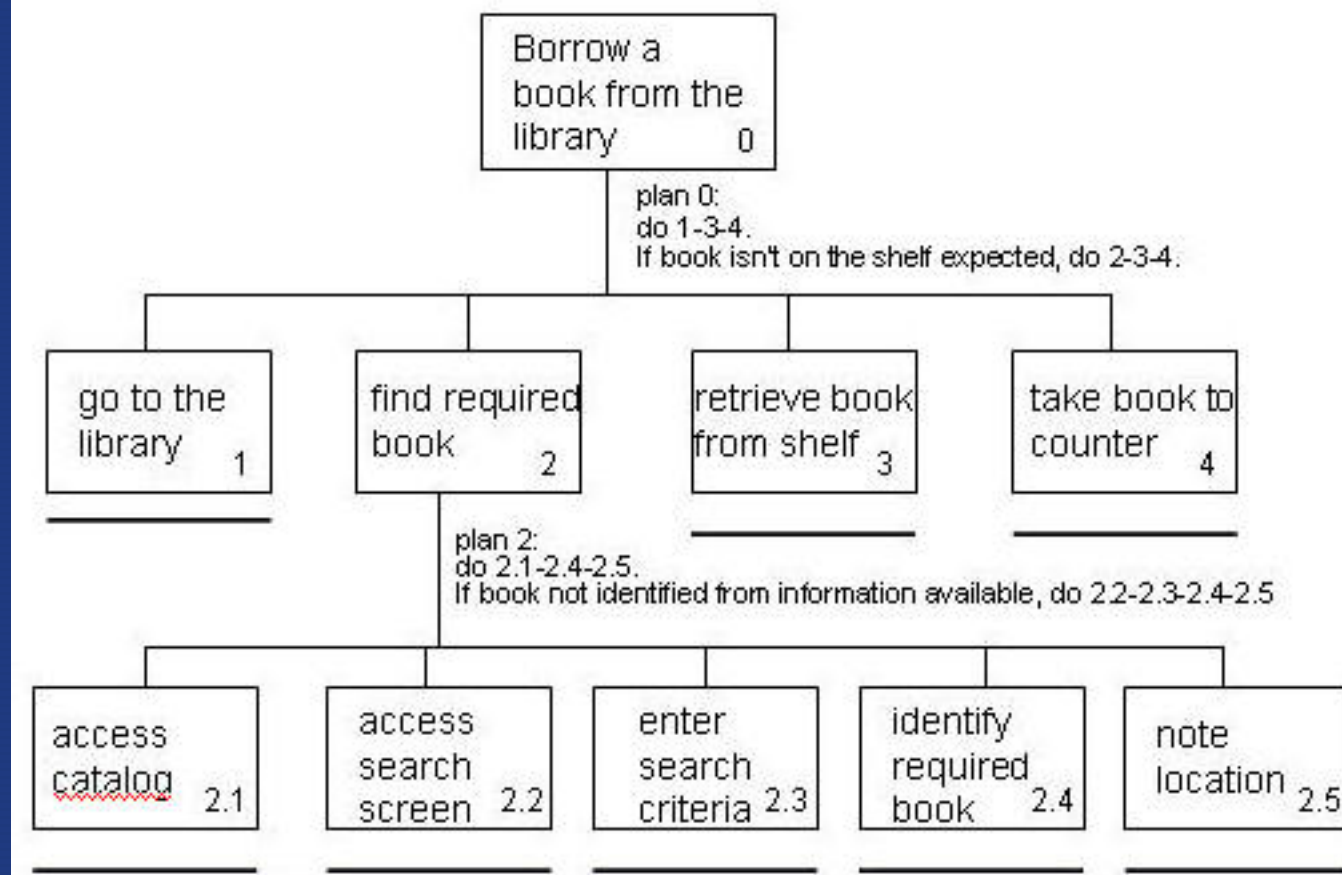 Borrow a
book from the
library 0
plan 0:
do 1-3-4.
If book isn't on the shelf expected, do 2-3-4.
go to the
library 1
find required
book 2
retrieve book
from shelf 3
take book to
counter 4
plan 2:
do 2.1-2.4-2.5.
If book not identified from information available, do 2.2-2.3-2.4-2.5
access
catalog 2.1
access
search
screen 2.2
enter
search
criteria 2.3
identify
required
book 2.4
note
location 2.5